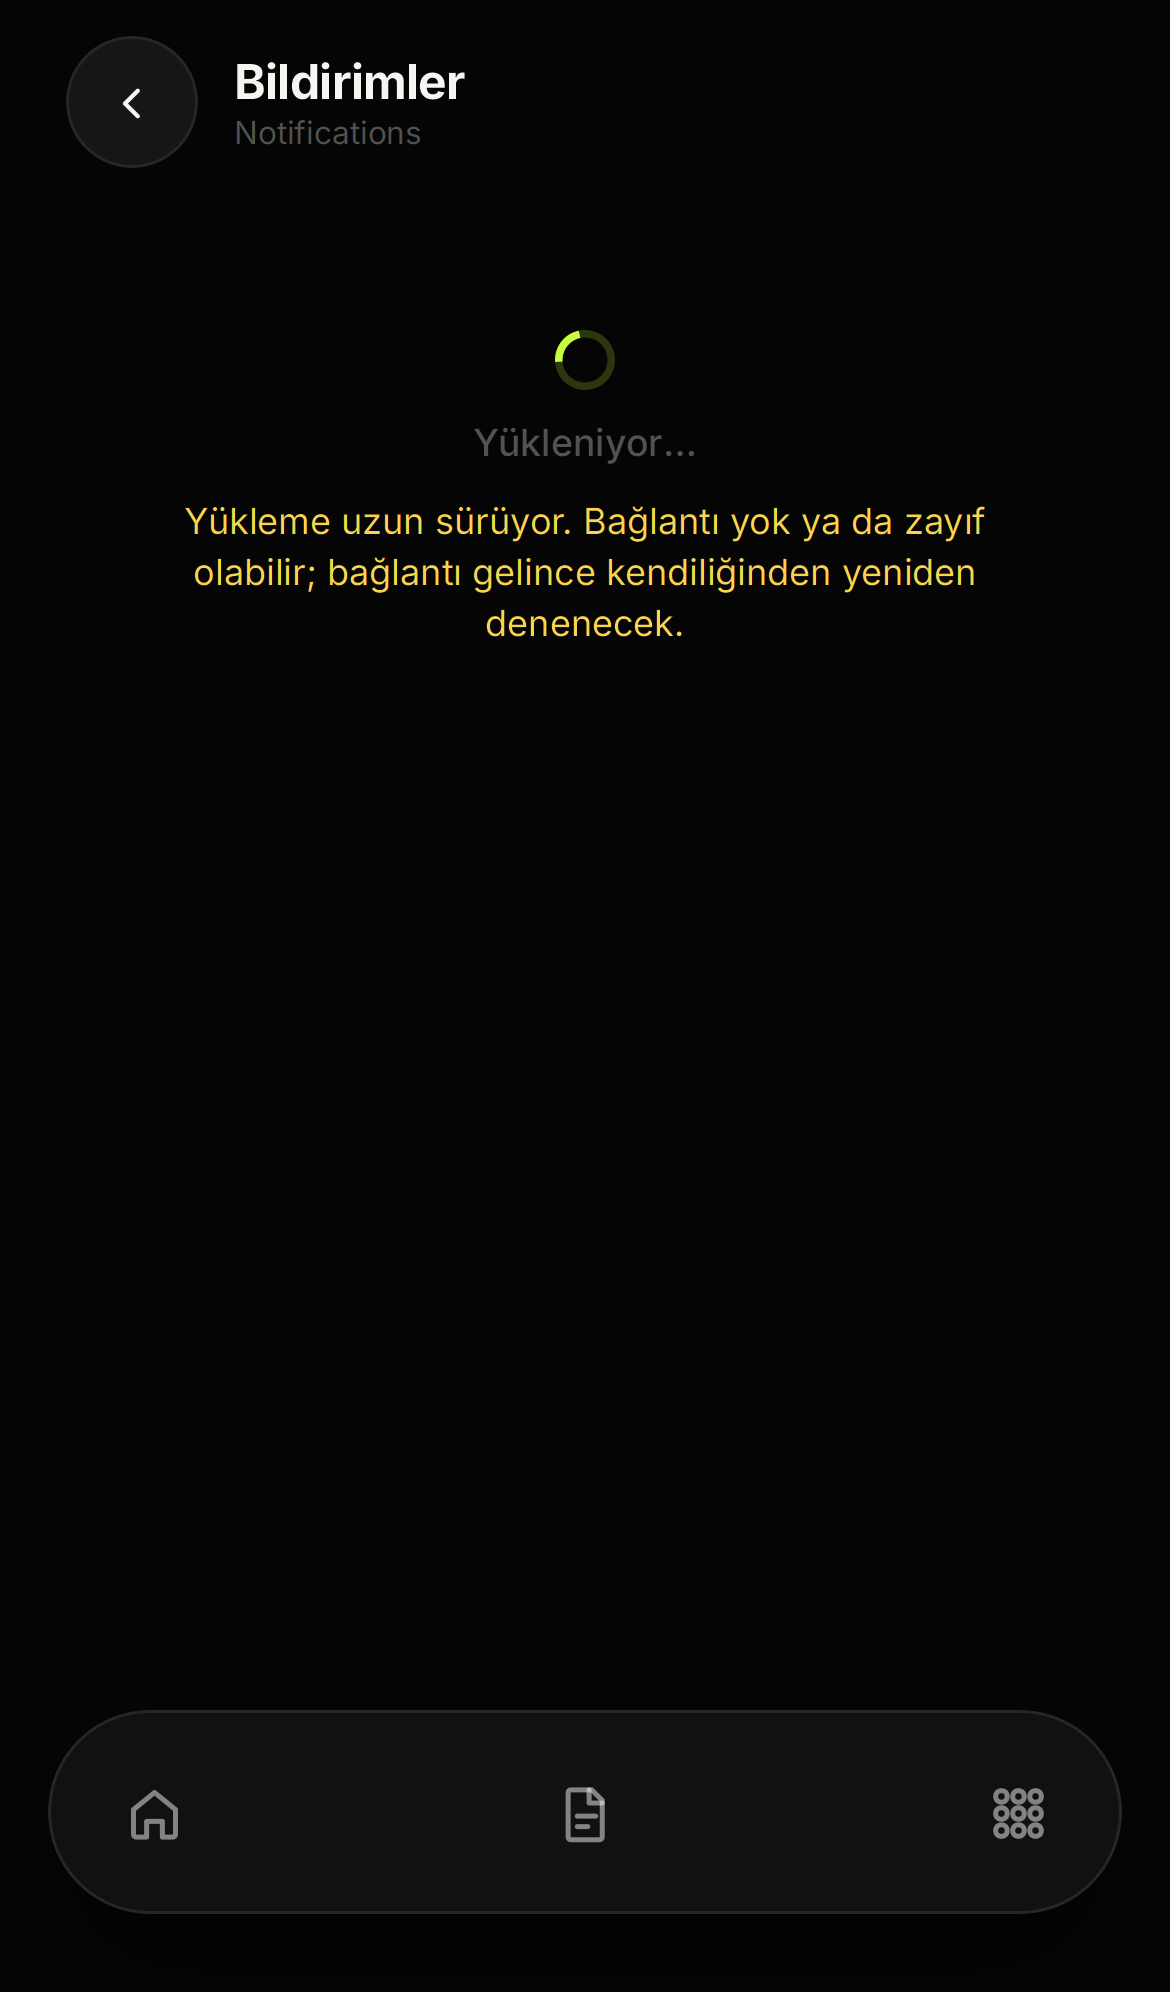 Bildirimler
Notifications
Yükleniyor...
Yükleme uzun sürüyor. Bağlantı yok ya da zayıf
olabilir; bağlantı gelince kendiliğinden yeniden
denenecek.